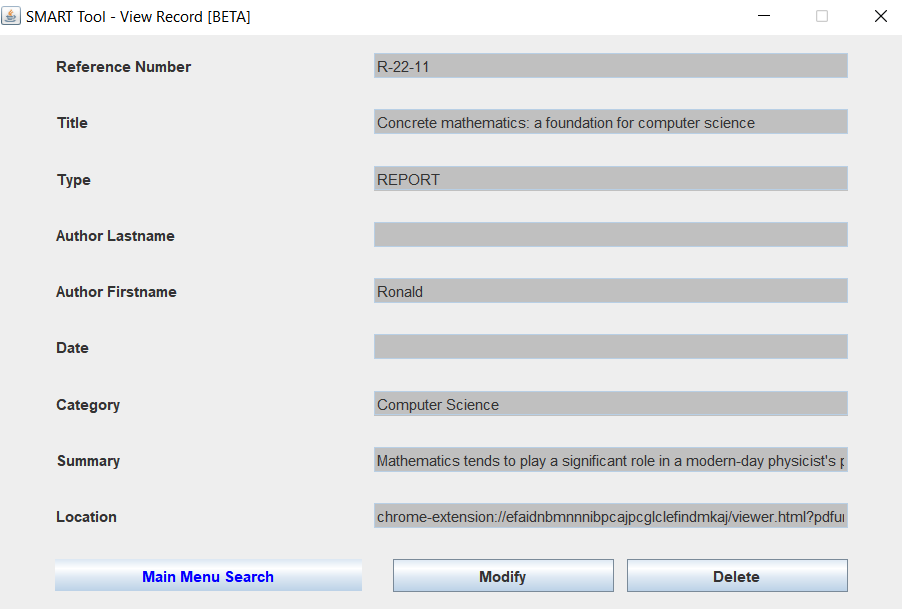 SMART Tool - View Record [BETA]
Reference Number R-22-11
Title Concrete mathematics: a foundation for computer science
Type REPORT
Author Lastname
Author Firstname Ronald
Date
Category Computer Science
Summary Mathematics tends to play a significant role in a modern-day physicist's p
Location chrome-extension://efaidnbmnnnibpcajpcglclefindmkaj/viewer.html?pdfur
Main Menu Search Modify Delete